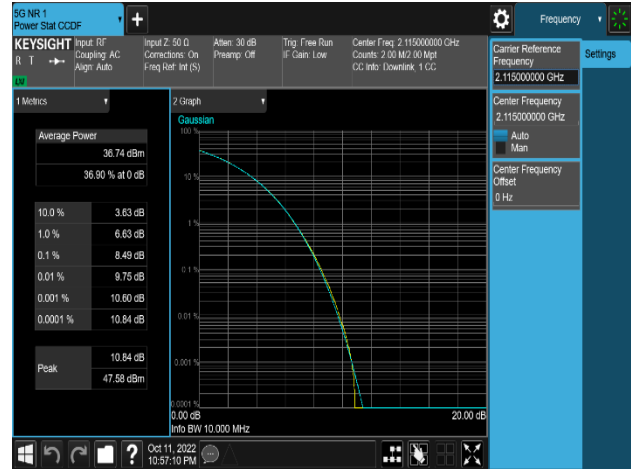 5G NR 1
Power Stat CCDF
Frequency
KEYSIGHT
R T
LNI
Input: RF
Coupling: AC
Align: Auto
Input Z: 50 Ω
Corrections: On
Freq Ref: Int (S)
Atten: 30 dB
Preamp: Off
Trig: Free Run
IF Gain: Low
Center Freq: 2.115000000 GHz
Counts: 2.00 M/2.00 Mpt
CC Info: Downlink, 1 CC
Carrier Reference
Frequency
2.115000000 GHz
Settings
Center Frequency
2.115000000 GHz
Auto
Man
Center Frequency
Offset
0 Hz
1 Metrics
Average Power
36.74 dBm
36.90 % at 0 dB
10.0 % 3.63 dB
1.0 % 6.63 dB
0.1 % 8.49 dB
0.01 % 9.75 dB
0.001 % 10.60 dB
0.0001 % 10.84 dB
Peak
10.84 dB
47.58 dBm
2 Graph
Gaussian
100 %
10 %
1 %
0.1 %
0.01 %
0.001 %
0.0001 %
0.00 dB
20.00 dB
Info BW 10.000 MHz
?
Oct 11, 2022
10:57:10 PM